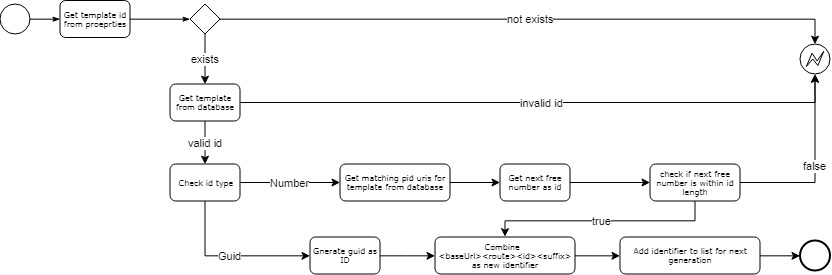 Get template id
from proeprties
not exists
exists
Get template
from database
invalid id
valid id
Check id type
Number
Get matching pid uris for
template from database
Get next free
number as id
check if next free
number is within id
length
false
true
Guid
Gnerate guid as
ID
Combine
<baseUrl><route><id><suffix>
as new identifier
Add identifier to list for next
generation